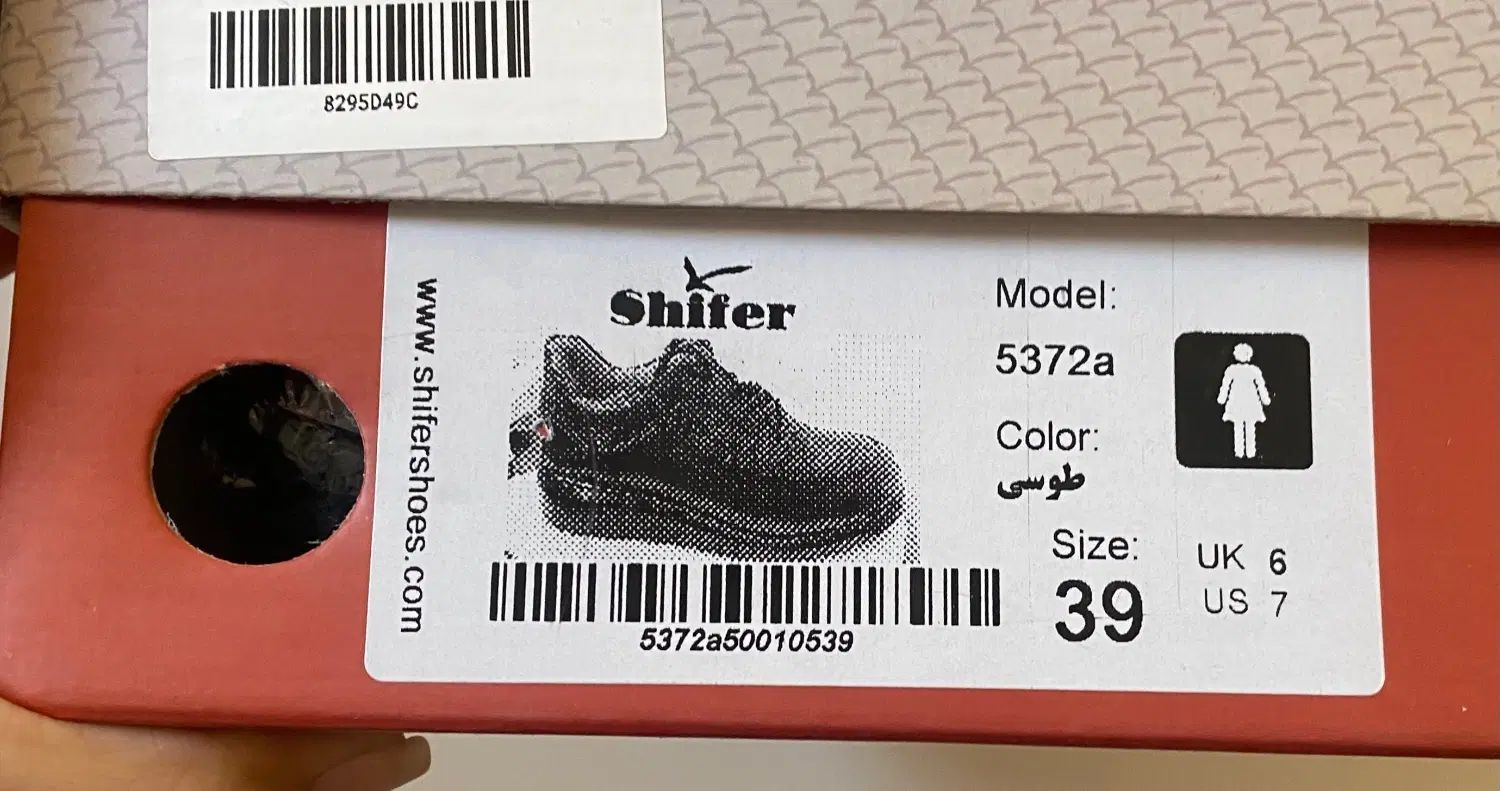 8295D49C
www.shifershoes.com
Shifer
Model:
5372a
Color:
طوسی
Size:
39
UK 6
US 7
5372a50010539